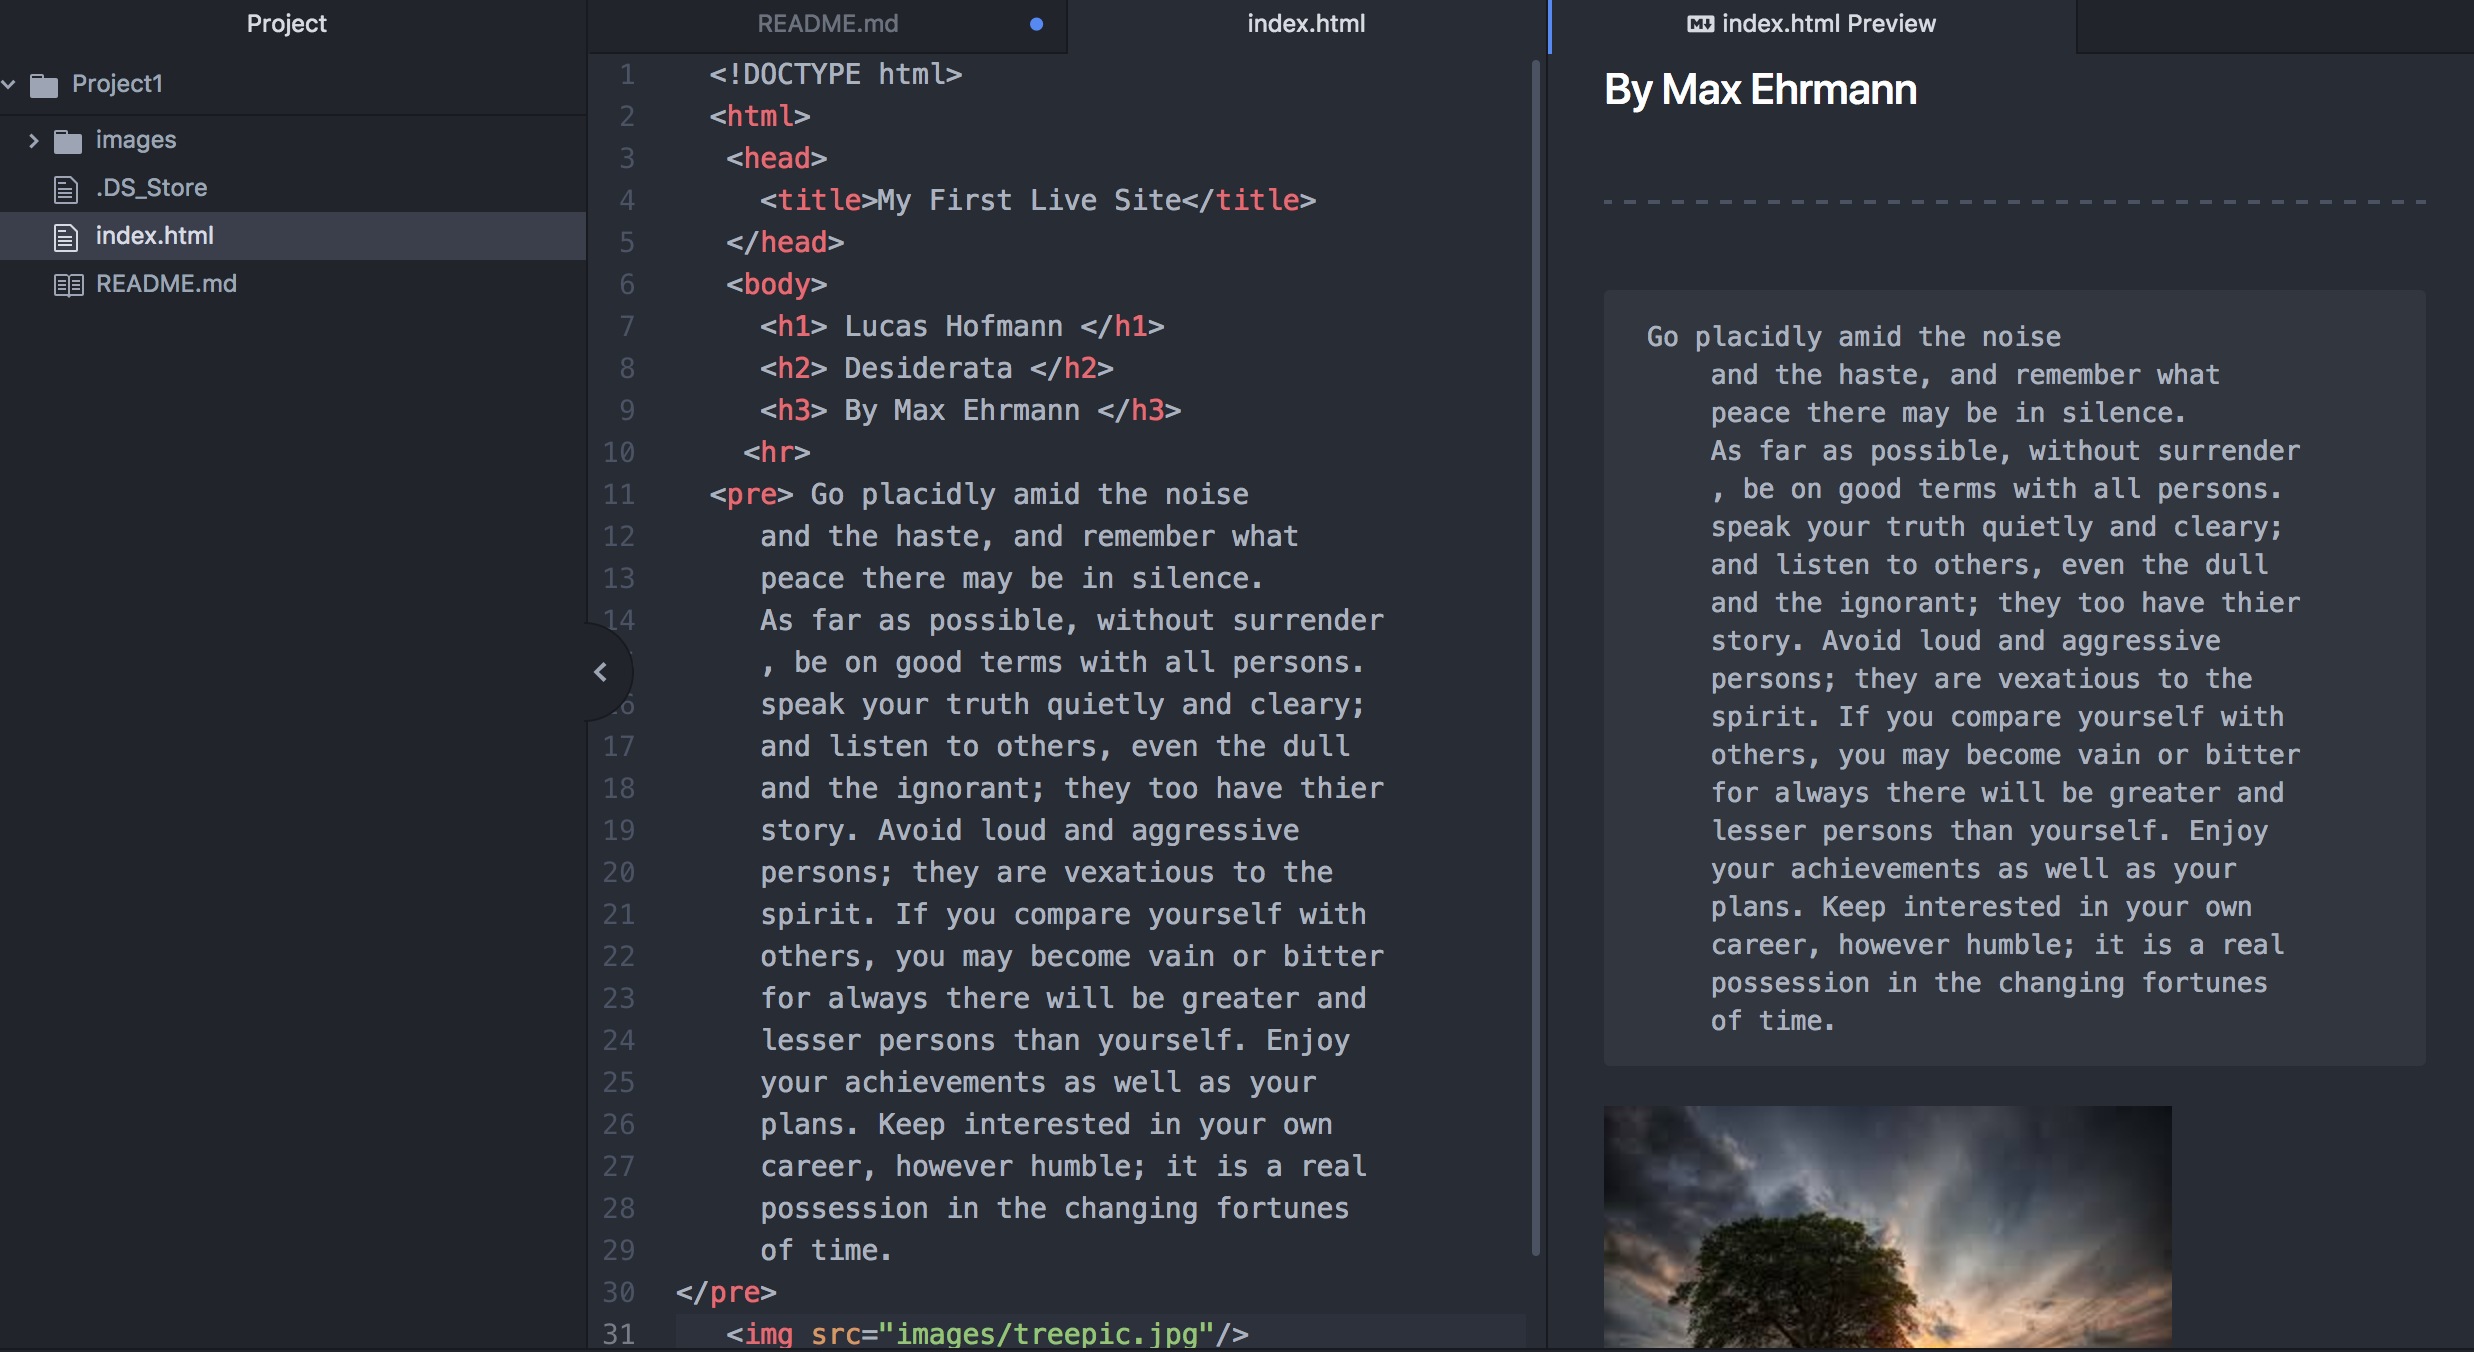 Project
Project1
images
.DS_Store
index.html
README.md
README.md
index.html
1 <!DOCTYPE html>
2 <html>
3 <head>
4 <title>My First Live Site</title>
5 </head>
6 <body>
7 <h1> Lucas Hofmann </h1>
8 <h2> Desiderata </h2>
9 <h3> By Max Ehrmann </h3>
10 <hr>
11 <pre> Go placidly amid the noise
12 and the haste, and remember what
13 peace there may be in silence.
14 As far as possible, without surrender
, be on good terms with all persons.
speak your truth quietly and cleary;
17 and listen to others, even the dull
18 and the ignorant; they too have thier
19 story. Avoid loud and aggressive
20 persons; they are vexatious to the
21 spirit. If you compare yourself with
22 others, you may become vain or bitter
23 for always there will be greater and
24 lesser persons than yourself. Enjoy
25 your achievements as well as your
26 plans. Keep interested in your own
27 career, however humble; it is a real
28 possession in the changing fortunes
29 of time.
30 </pre>
31 <img src="images/treepic.jpg"/>
index.html Preview
By Max Ehrmann
Go placidly amid the noise
and the haste, and remember what
peace there may be in silence.
As far as possible, without surrender
, be on good terms with all persons.
speak your truth quietly and cleary;
and listen to others, even the dull
and the ignorant; they too have thier
story. Avoid loud and aggressive
persons; they are vexatious to the
spirit. If you compare yourself with
others, you may become vain or bitter
for always there will be greater and
lesser persons than yourself. Enjoy
your achievements as well as your
plans. Keep interested in your own
career, however humble; it is a real
possession in the changing fortunes
of time.